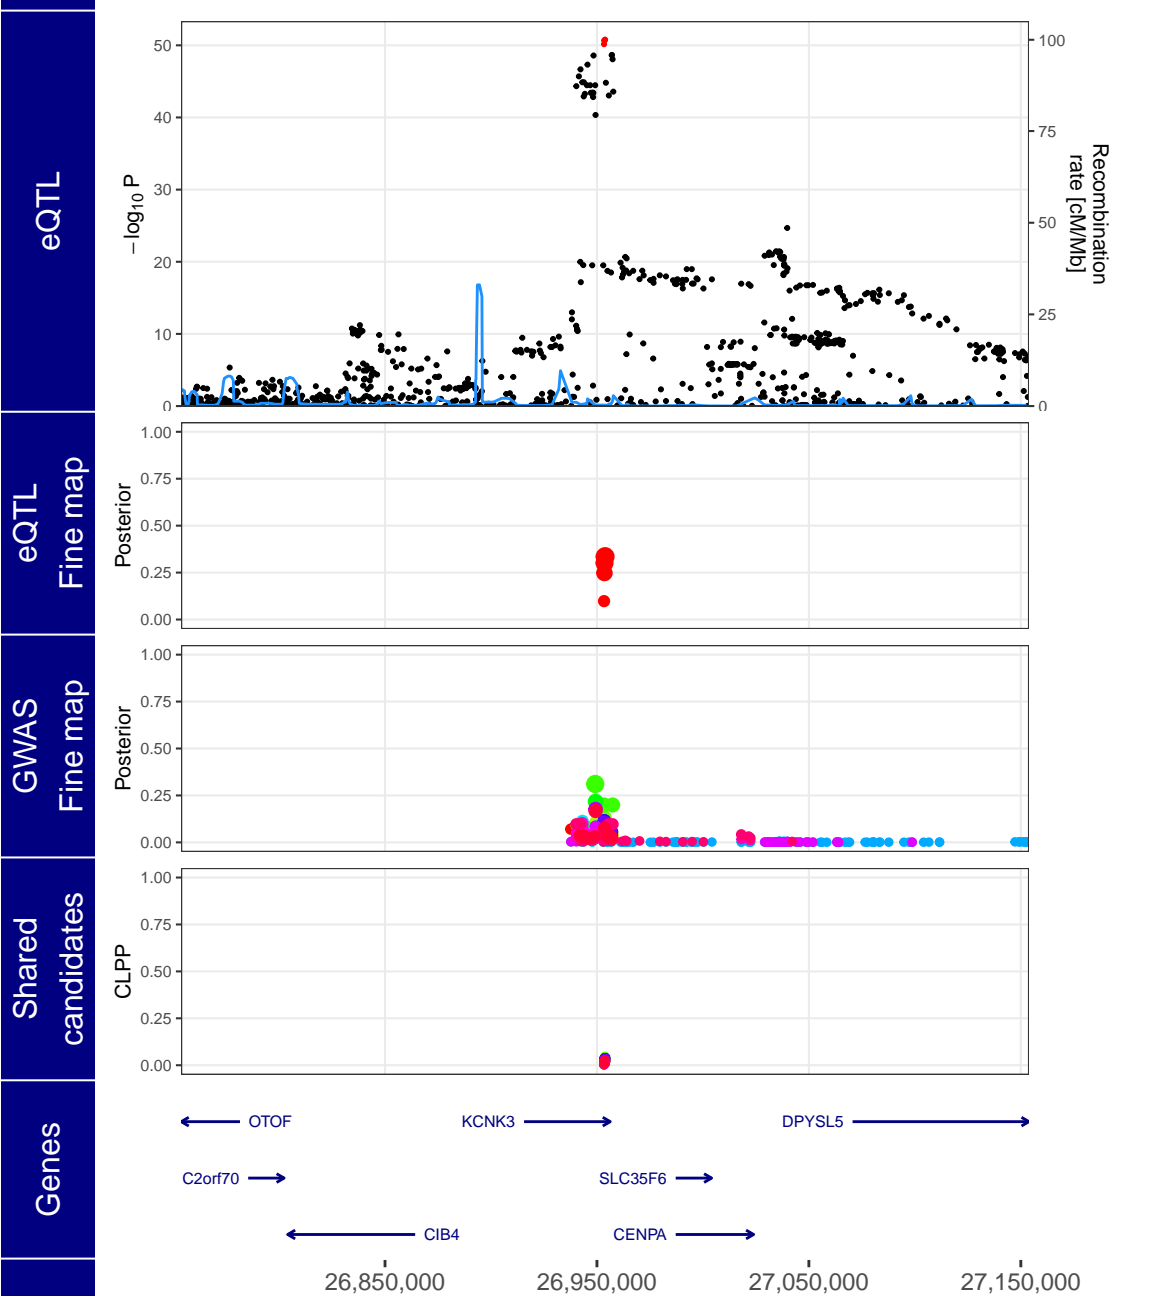 eQTL
−log10 P
50
40
30
20
10
0
100
75
50
25
0
Recombination
rate [cM/Mb]
eQTL
Fine map
Posterior
1.00
0.75
0.50
0.25
0.00
GWAS
Fine map
Posterior
1.00
0.75
0.50
0.25
0.00
Shared
candidates
CLPP
1.00
0.75
0.50
0.25
0.00
Genes
OTOF
KCNK3
DPYSL5
C2orf70
SLC35F6
CIB4
CENPA
26,850,000
26,950,000
27,050,000
27,150,000